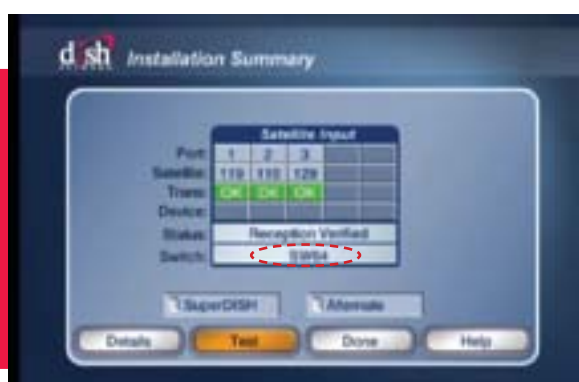 dish Installation Summary
NETWORK
Satellite Input
Port: 1 2 3
Satellite: 119 110 129
Trans: OK OK OK
Device:
Status: Reception Verified
Switch: SW64
SuperDISH Alternate
Details Test Done Help